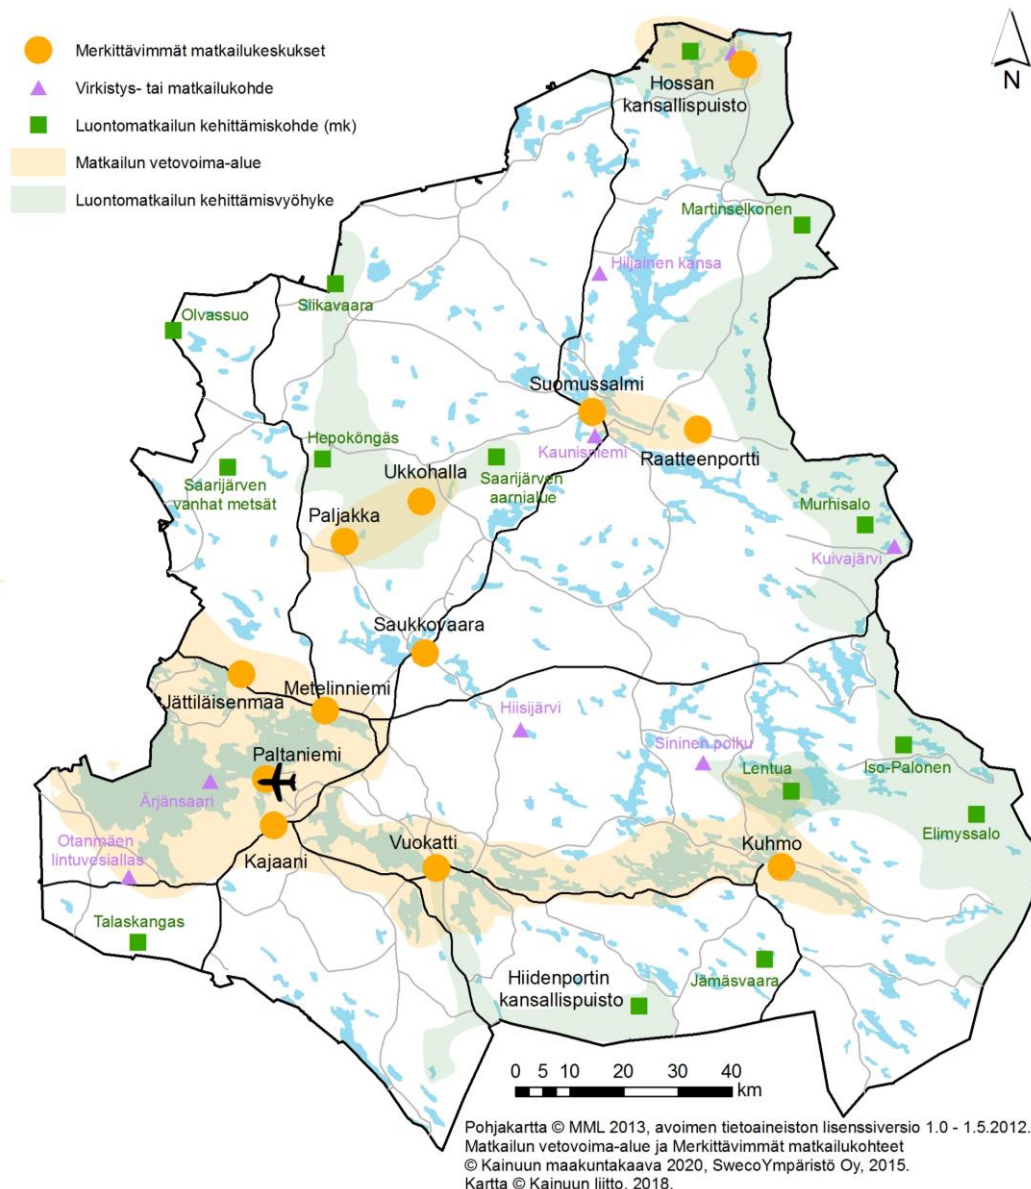 Merkittävimmät matkailukeskukset
Virkistys- tai matkailukohde
Luontomatkailun kehittämiskohde (mk)
Matkailun vetovoima-alue
Luontomatkailun kehittämisvyöhyke
N
Hossan
kansallispuisto
Martinselkonen
Hiljainen kansa
Siikavaara
Olvassuo
Suomussalmi
Kaunisniemi
Raatteenportti
Hepoköngäs
Ukkohalla
Saarijärven
aarnialue
Saarijärven
vanhat metsät
Paljakka
Murhisalo
Kuivajärvi
Saukkovaara
Jättiläisenmaa
Metelinniemi
Hiisijärvi
Sininen polku
Paltaniemi
Lentua
Iso-Palonen
Ärjänsaari
Elimyssalo
Otanmäen
lintuvesiallas
Kajaani
Vuokatti
Kuhmo
Talaskangas
Hiidenportin
kansallispuisto
Jämäsvaara
0 5 10 20 30 40
km
Pohjakartta © MML 2013, avoimen tietoaineiston lisenssiversio 1.0 - 1.5.2012.
Matkailun vetovoima-alue ja Merkittävimmät matkailukohteet
© Kainuun maakuntakaava 2020, SwecoYmpäristö Oy, 2015.
Kartta © Kainuun liitto, 2018.